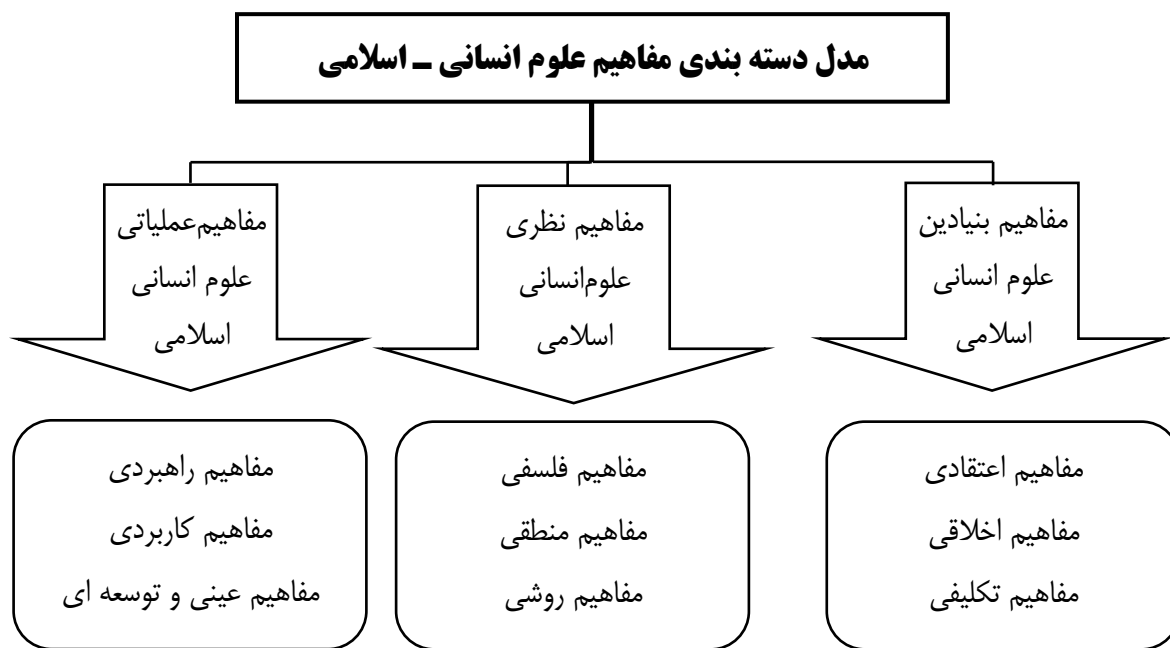 مدل دسته بندی مفاهیم علوم انسانی ـ اسلامی
مفاهیم بنیادین
علوم انسانی
اسلامی
مفاهیم نظری
علوم‌انسانی
اسلامی
مفاهیم‌عملیاتی
علوم انسانی
اسلامی
مفاهیم اعتقادی
مفاهیم اخلاقی
مفاهیم تکلیفی
مفاهیم فلسفی
مفاهیم منطقی
مفاهیم روشی
مفاهیم راهبردی
مفاهیم کاربردی
مفاهیم عینی و توسعه ای